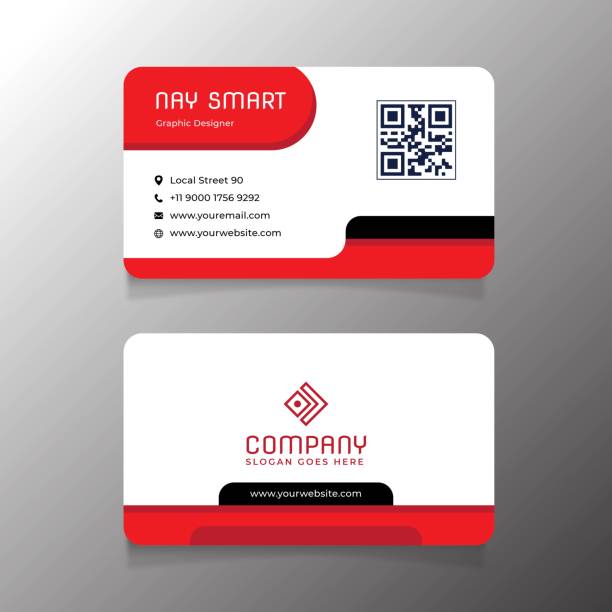 NAY SMART
Graphic Designer
Local Street 90
+11 9000 1756 9292
www.youremail.com
www.yourwebsite.com
COMPANY
SLOGAN GOES HERE
www.yourwebsite.com